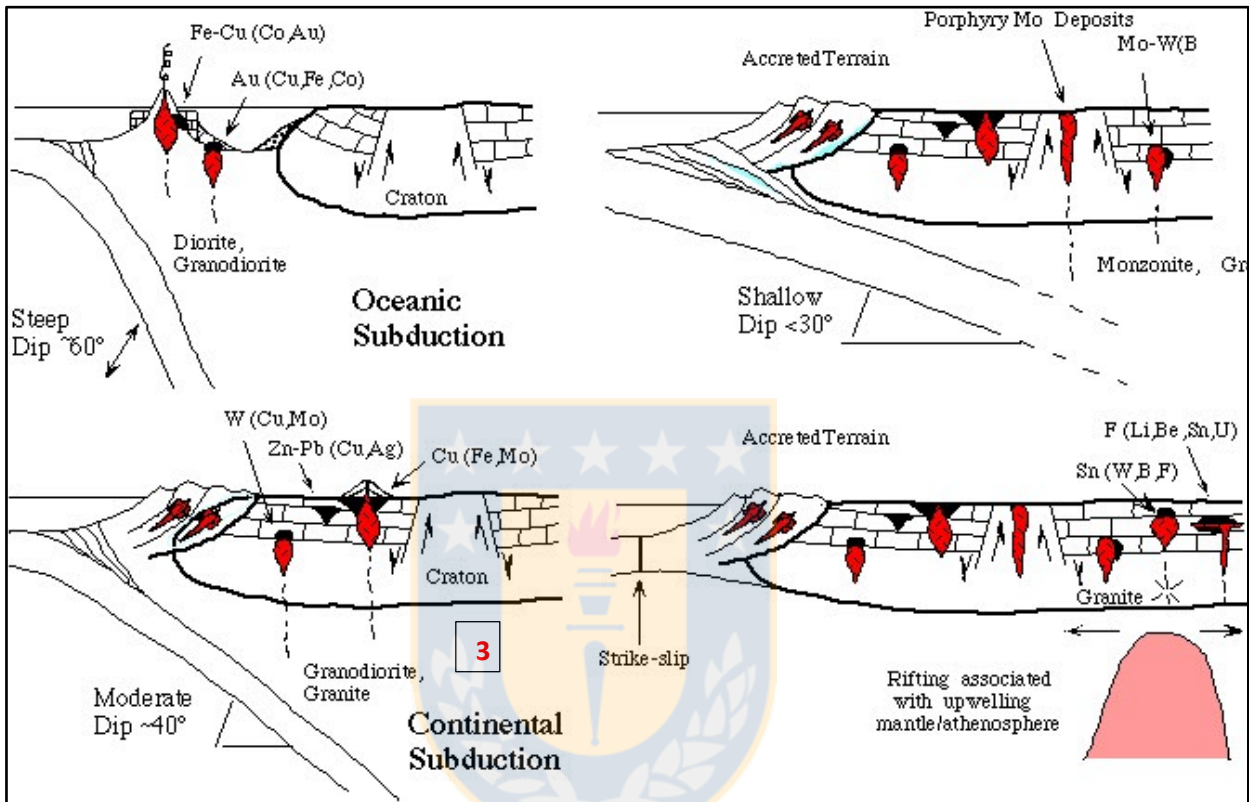 Fe-Cu (Co,Au)
Au (Cu,Fe,Co)
Craton
Diorite,
Granodiorite
Steep
Dip ~60°
Oceanic
Subduction
Porphyry Mo Deposits
Mo-W(B
Accreted Terrain
Monzonite, Gr
Shallow
Dip <30°
W (Cu,Mo)
Zn-Pb (Cu,Ag)
Cu (Fe,Mo)
Craton
3
Granodiorite,
Granite
Moderate
Dip ~40°
Continental
Subduction
Accreted Terrain
F (Li,Be,Sn,U)
Sn (W,B,F)
Granite
Strike-slip
Rifting associated
with upwelling
mantle/athenosphere